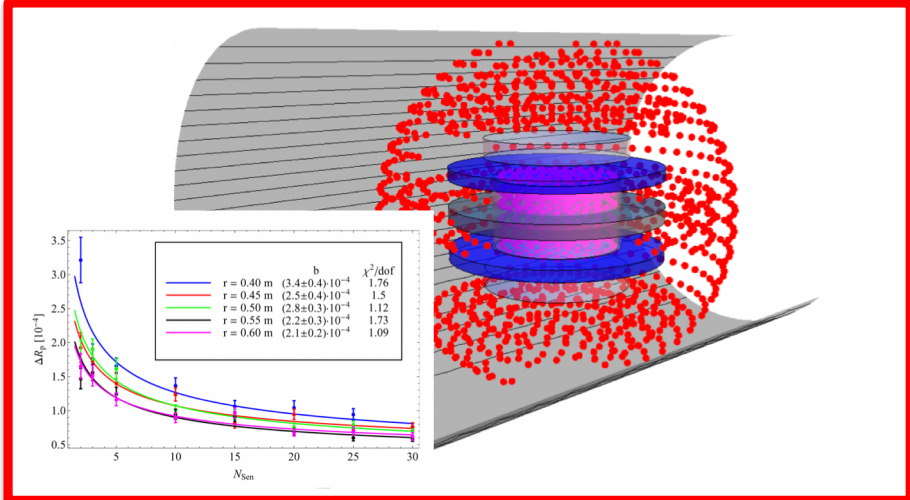 3.5
3.0
2.5
2.0
1.5
1.0
0.5
ΔRp [10⁻⁴]
b χ²/dof
r = 0.40 m (3.4±0.4)·10⁻⁴ 1.76
r = 0.45 m (2.5±0.4)·10⁻⁴ 1.5
r = 0.50 m (2.8±0.3)·10⁻⁴ 1.12
r = 0.55 m (2.2±0.3)·10⁻⁴ 1.73
r = 0.60 m (2.1±0.2)·10⁻⁴ 1.09
5 10 15 20 25 30
NSen